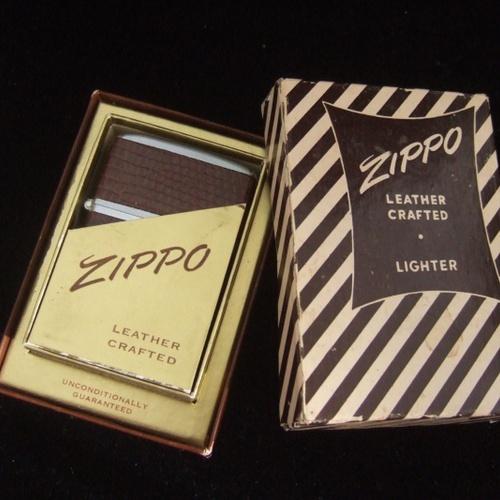 ZIPPO
LEATHER
CRAFTED
UNCONDITIONALLY
GUARANTEED
ZIPPO
LEATHER
CRAFTED
•
LIGHTER